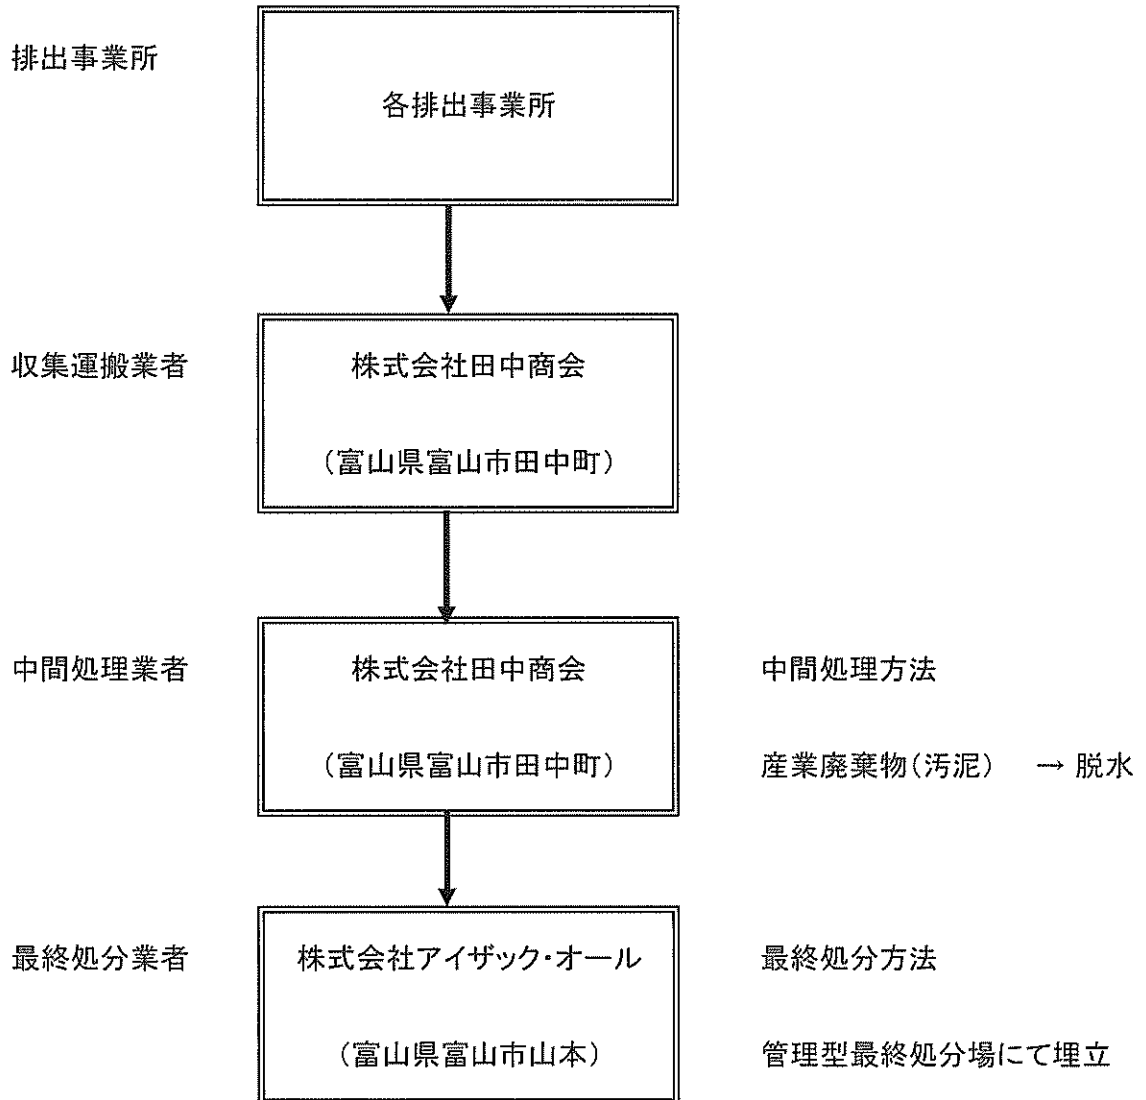 排出事業所
各排出事業所
収集運搬業者
株式会社田中商会
（富山県富山市田中町）
中間処理業者
株式会社田中商会
（富山県富山市田中町）
中間処理方法
産業廃棄物（汚泥） → 脱水
最終処分業者
株式会社アイザック・オール
（富山県富山市山本）
最終処分方法
管理型最終処分場にて埋立